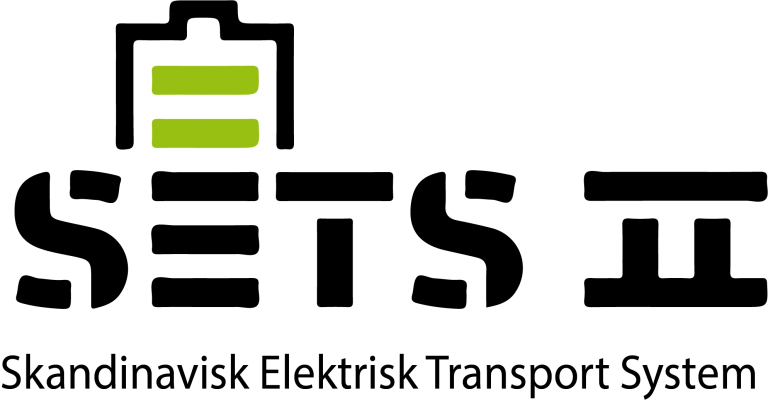 SETS II
Skandinavisk Elektrisk Transport System